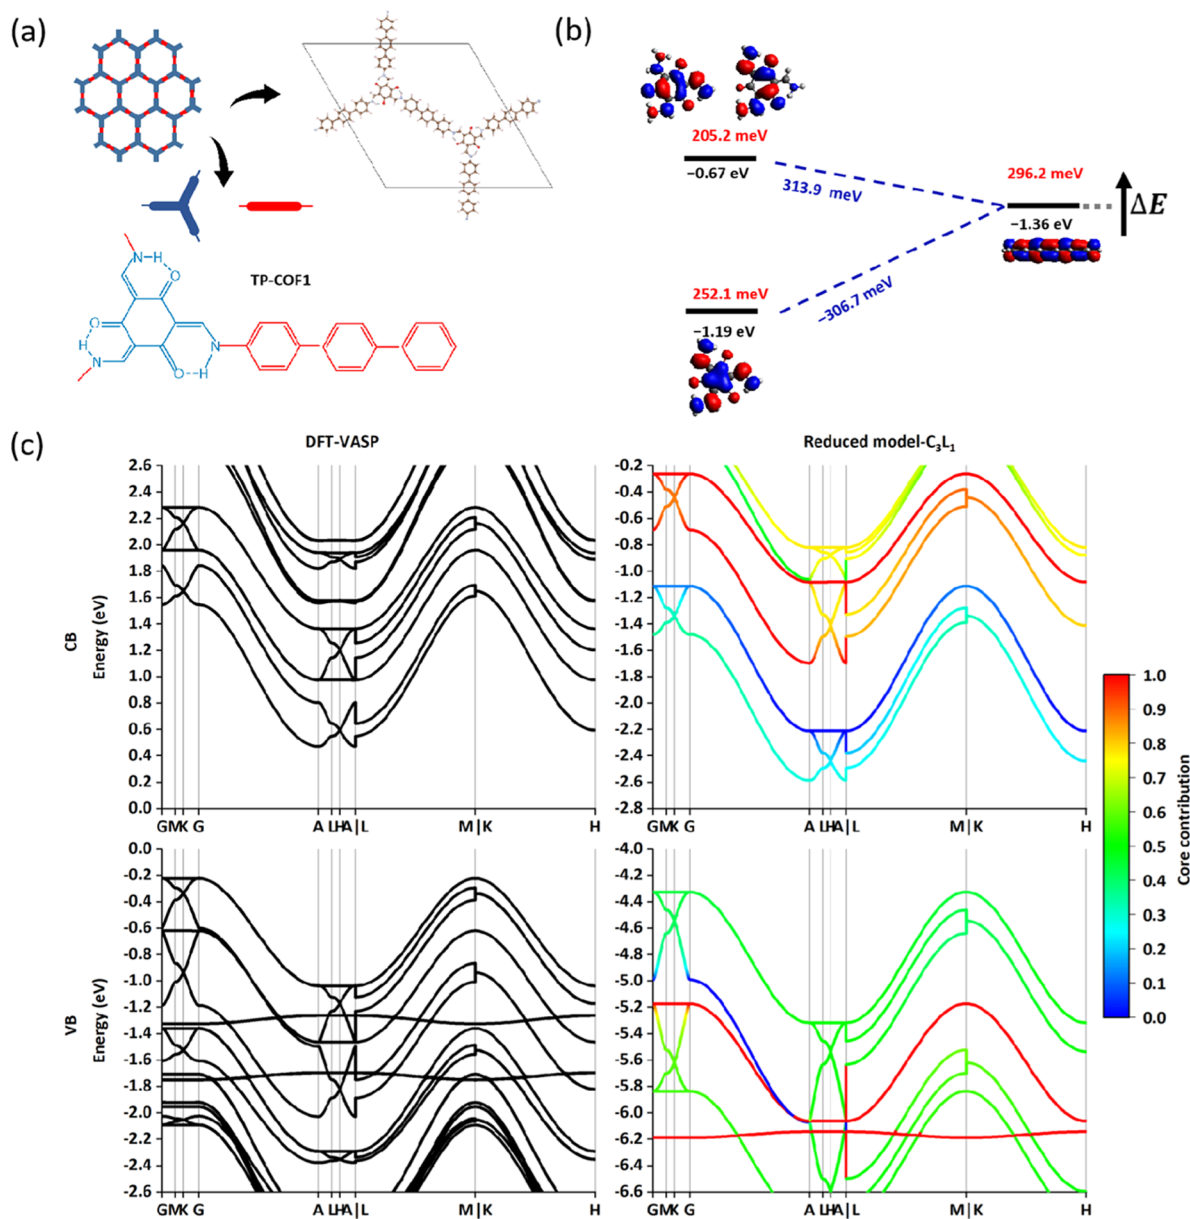 (a)
TP-COF1
N
H
O
O
H
N
N
O
H
(b)
205.2 meV
−0.67 eV
313.9 meV
296.2 meV
−1.36 eV
ΔE
252.1 meV
−1.19 eV
−306.7 meV
(c)
DFT-VASP
Reduced model-C₃L₁
CB
Energy (eV)
2.6
2.4
2.2
2.0
1.8
1.6
1.4
1.2
1.0
0.8
0.6
0.4
0.2
0.0
GMK G A LHA|L M|K H
-0.2
-0.4
-0.6
-0.8
-1.0
-1.2
-1.4
-1.6
-1.8
-2.0
-2.2
-2.4
-2.6
-2.8
GMK G A LHA|L M|K H
VB
Energy (eV)
0.0
-0.2
-0.4
-0.6
-0.8
-1.0
-1.2
-1.4
-1.6
-1.8
-2.0
-2.2
-2.4
-2.6
GMK G A LHA|L M|K H
-4.0
-4.2
-4.4
-4.6
-4.8
-5.0
-5.2
-5.4
-5.6
-5.8
-6.0
-6.2
-6.4
-6.6
GMK G A LHA|L M|K H
1.0
0.9
0.8
0.7
0.6
0.5
0.4
0.3
0.2
0.1
0.0
Core contribution